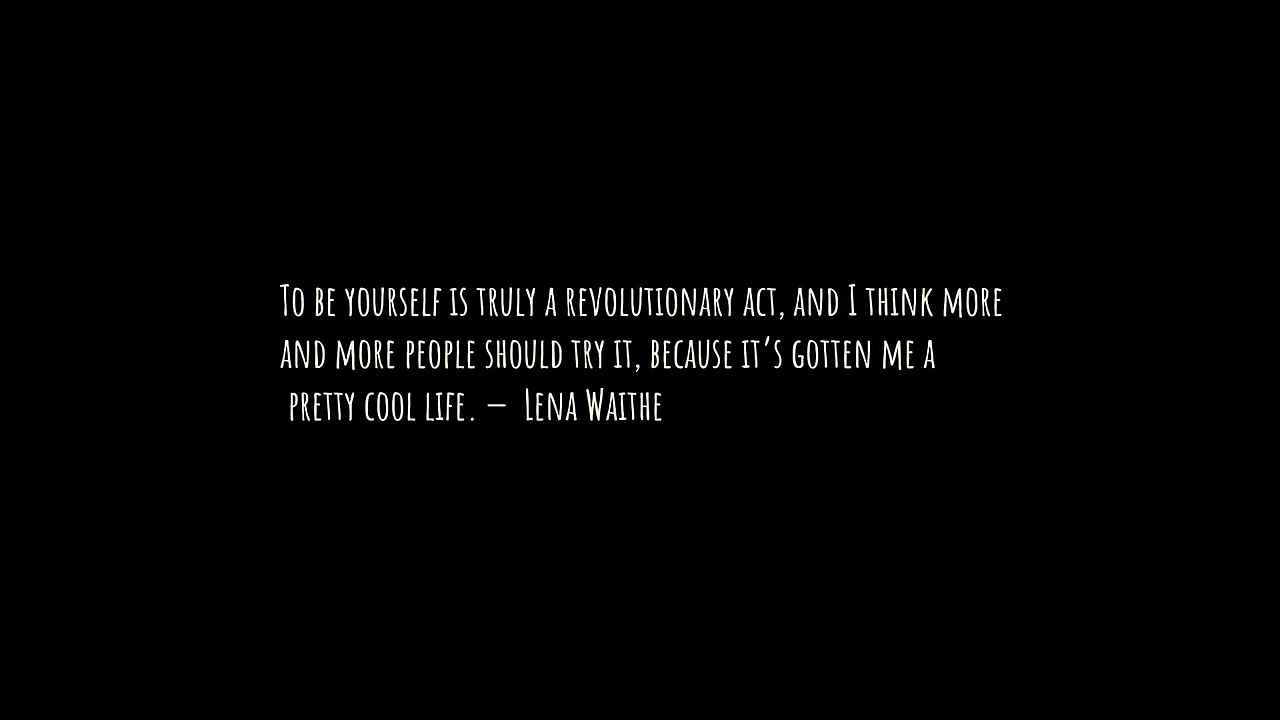 To be yourself is truly a revolutionary act, and I think more
and more people should try it, because it's gotten me a
pretty cool life. — Lena Waithe